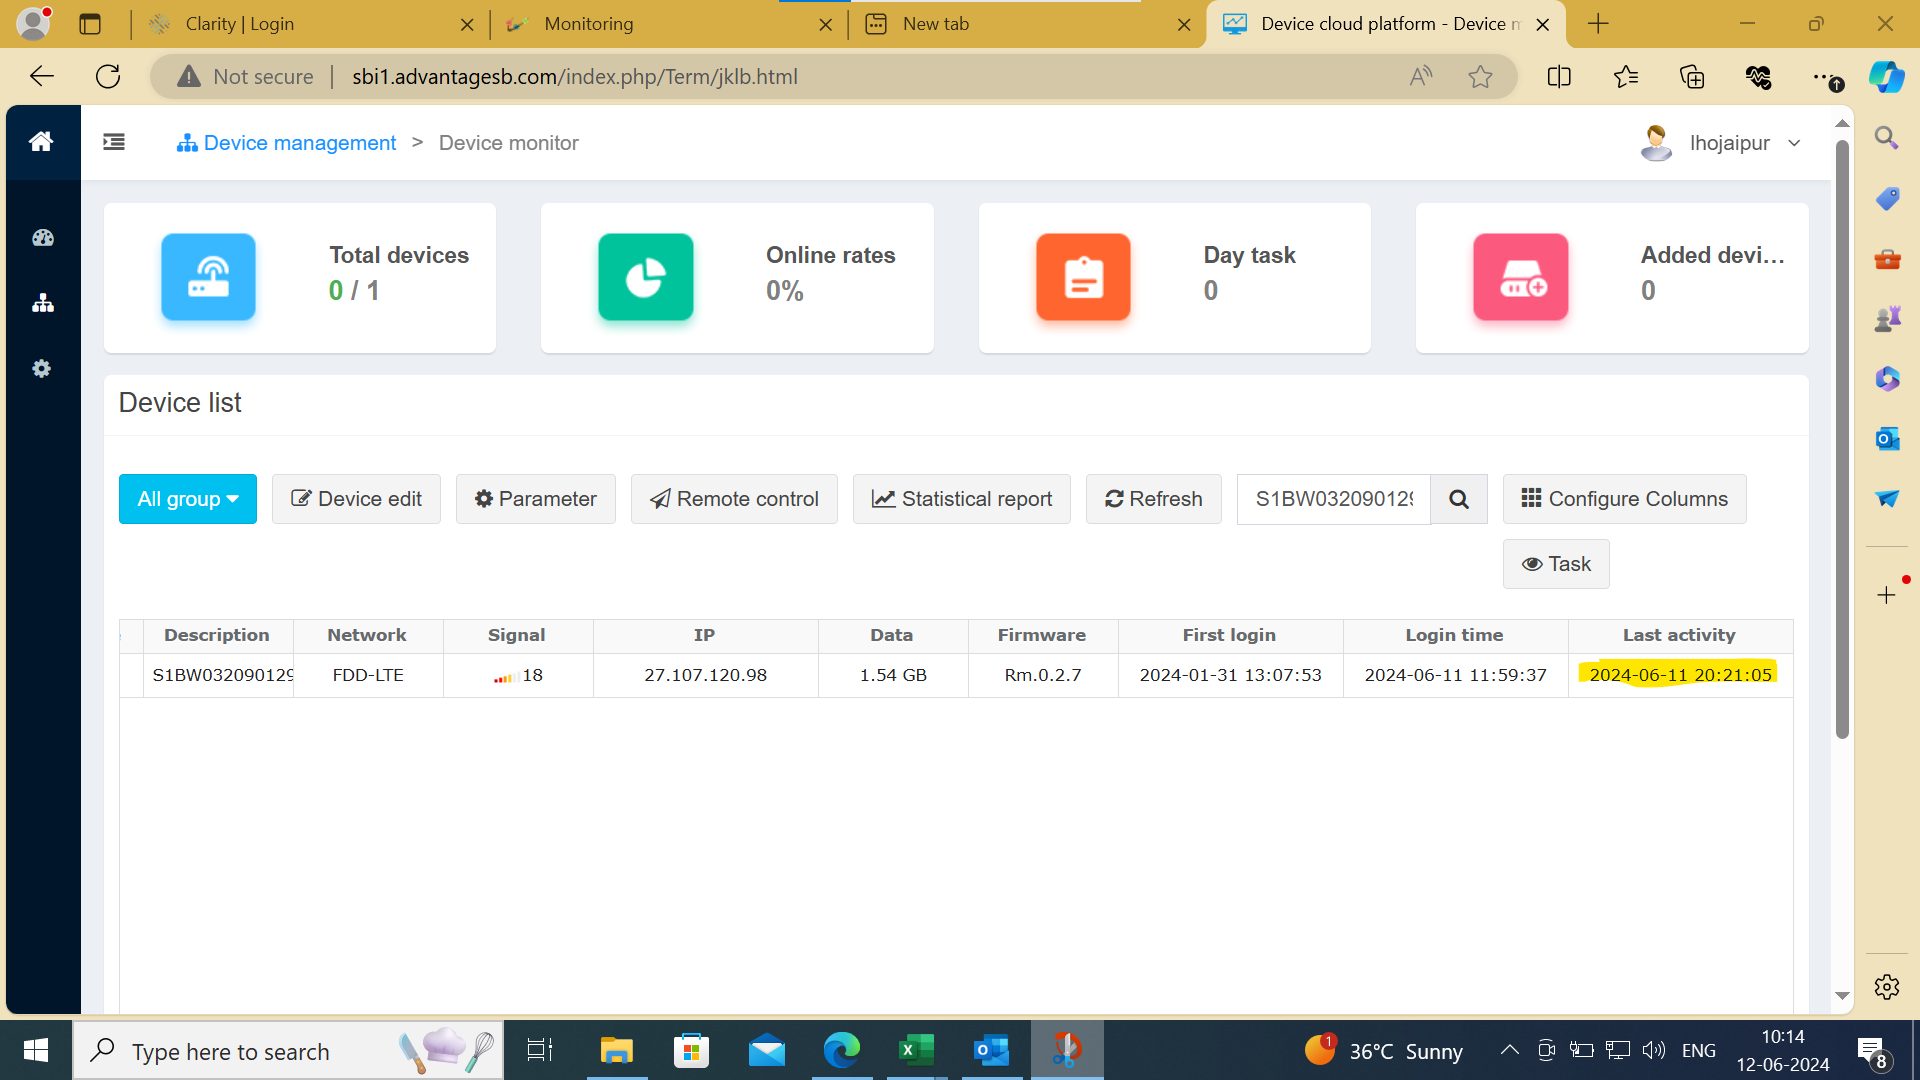 Clarity | Login
Monitoring
New tab
Device cloud platform - Device m
Not secure
sbi1.advantagesb.com/index.php/Term/jklb.html
Device management > Device monitor
lhojaipur
Total devices
0 / 1
Online rates
0%
Day task
0
Added devi...
0
Device list
All group
Device edit
Parameter
Remote control
Statistical report
Refresh
S1BW03209012
Configure Columns
Task
Description Network Signal IP Data Firmware First login Login time Last activity
S1BW032090129 FDD-LTE 18 27.107.120.98 1.54 GB Rm.0.2.7 2024-01-31 13:07:53 2024-06-11 11:59:37 2024-06-11 20:21:05
Type here to search
1
36°C Sunny
ENG
10:14
12-06-2024
8